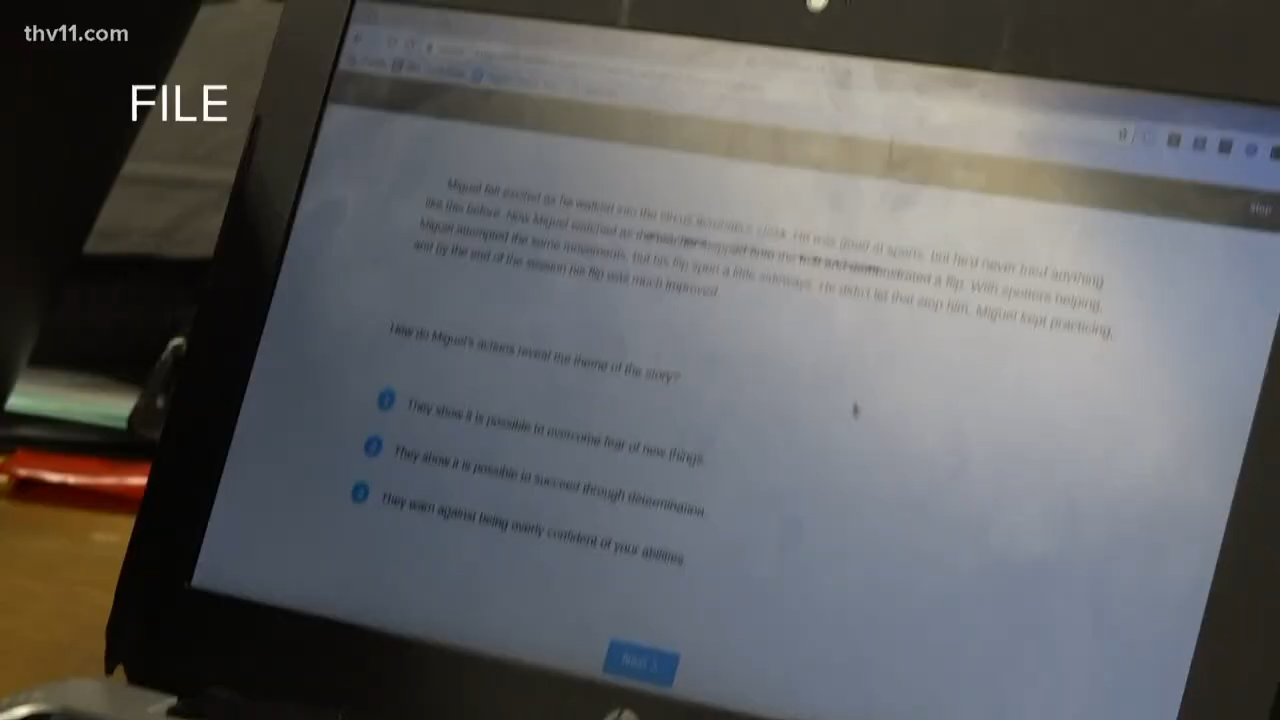 thv11.com
FILE
Stop
Miguel felt excited as he walked into the circus acrobatics class. He was good at sports, but he'd never tried anything
like this before. Now Miguel watched as the teacher stepped onto the and demonstrated a flip. With spotters helping,
Miguel attempted the same movements, but his flip spun a little sideways. He didn't let that stop him. Miguel kept practicing,
and by the end of the session his flip was much improved.
How do Miguel's actions reveal the theme of the story?
1 They show it is possible to overcome fear of new things.
2 They show it is possible to succeed through determination.
3 They warn against being overly confident of your abilities.
Next